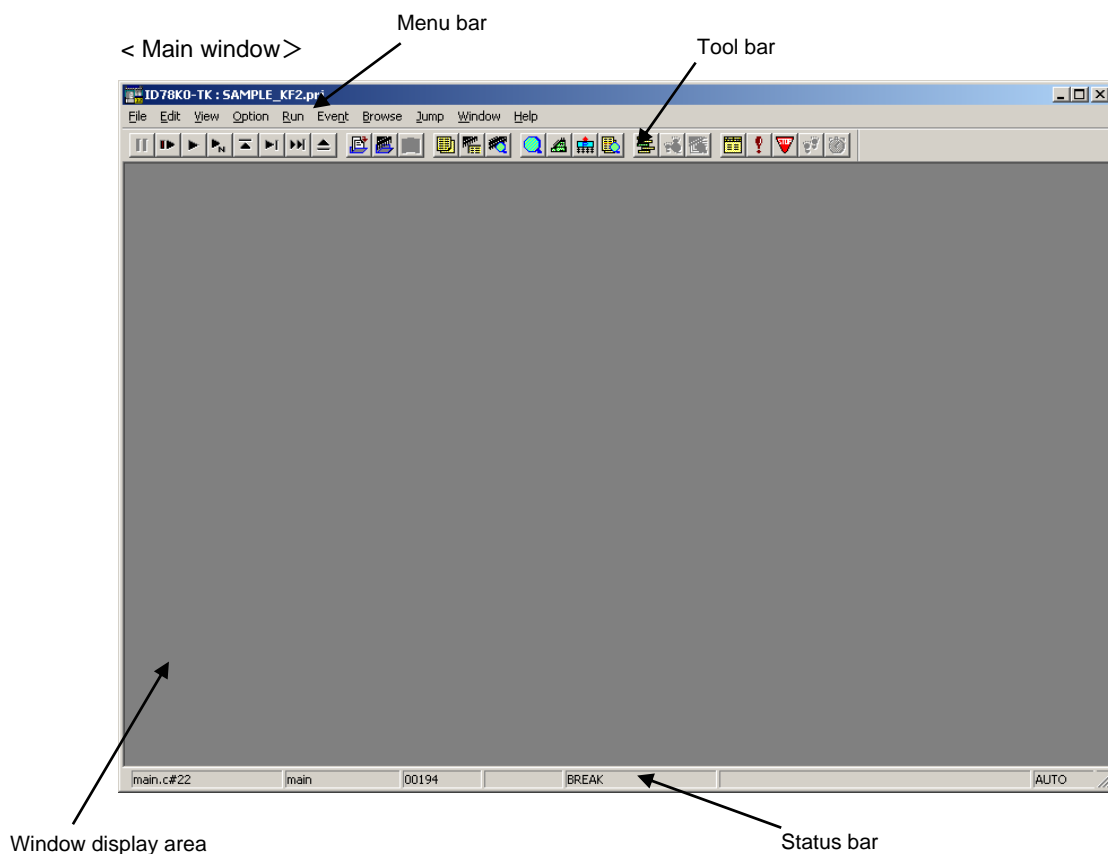 Menu bar
< Main window＞
Tool bar
ID78K0-TK : SAMPLE_KF2.prj
File Edit View Option Run Event Browse Jump Window Help
main.c#22 main 00194 BREAK AUTO
Window display area
Status bar